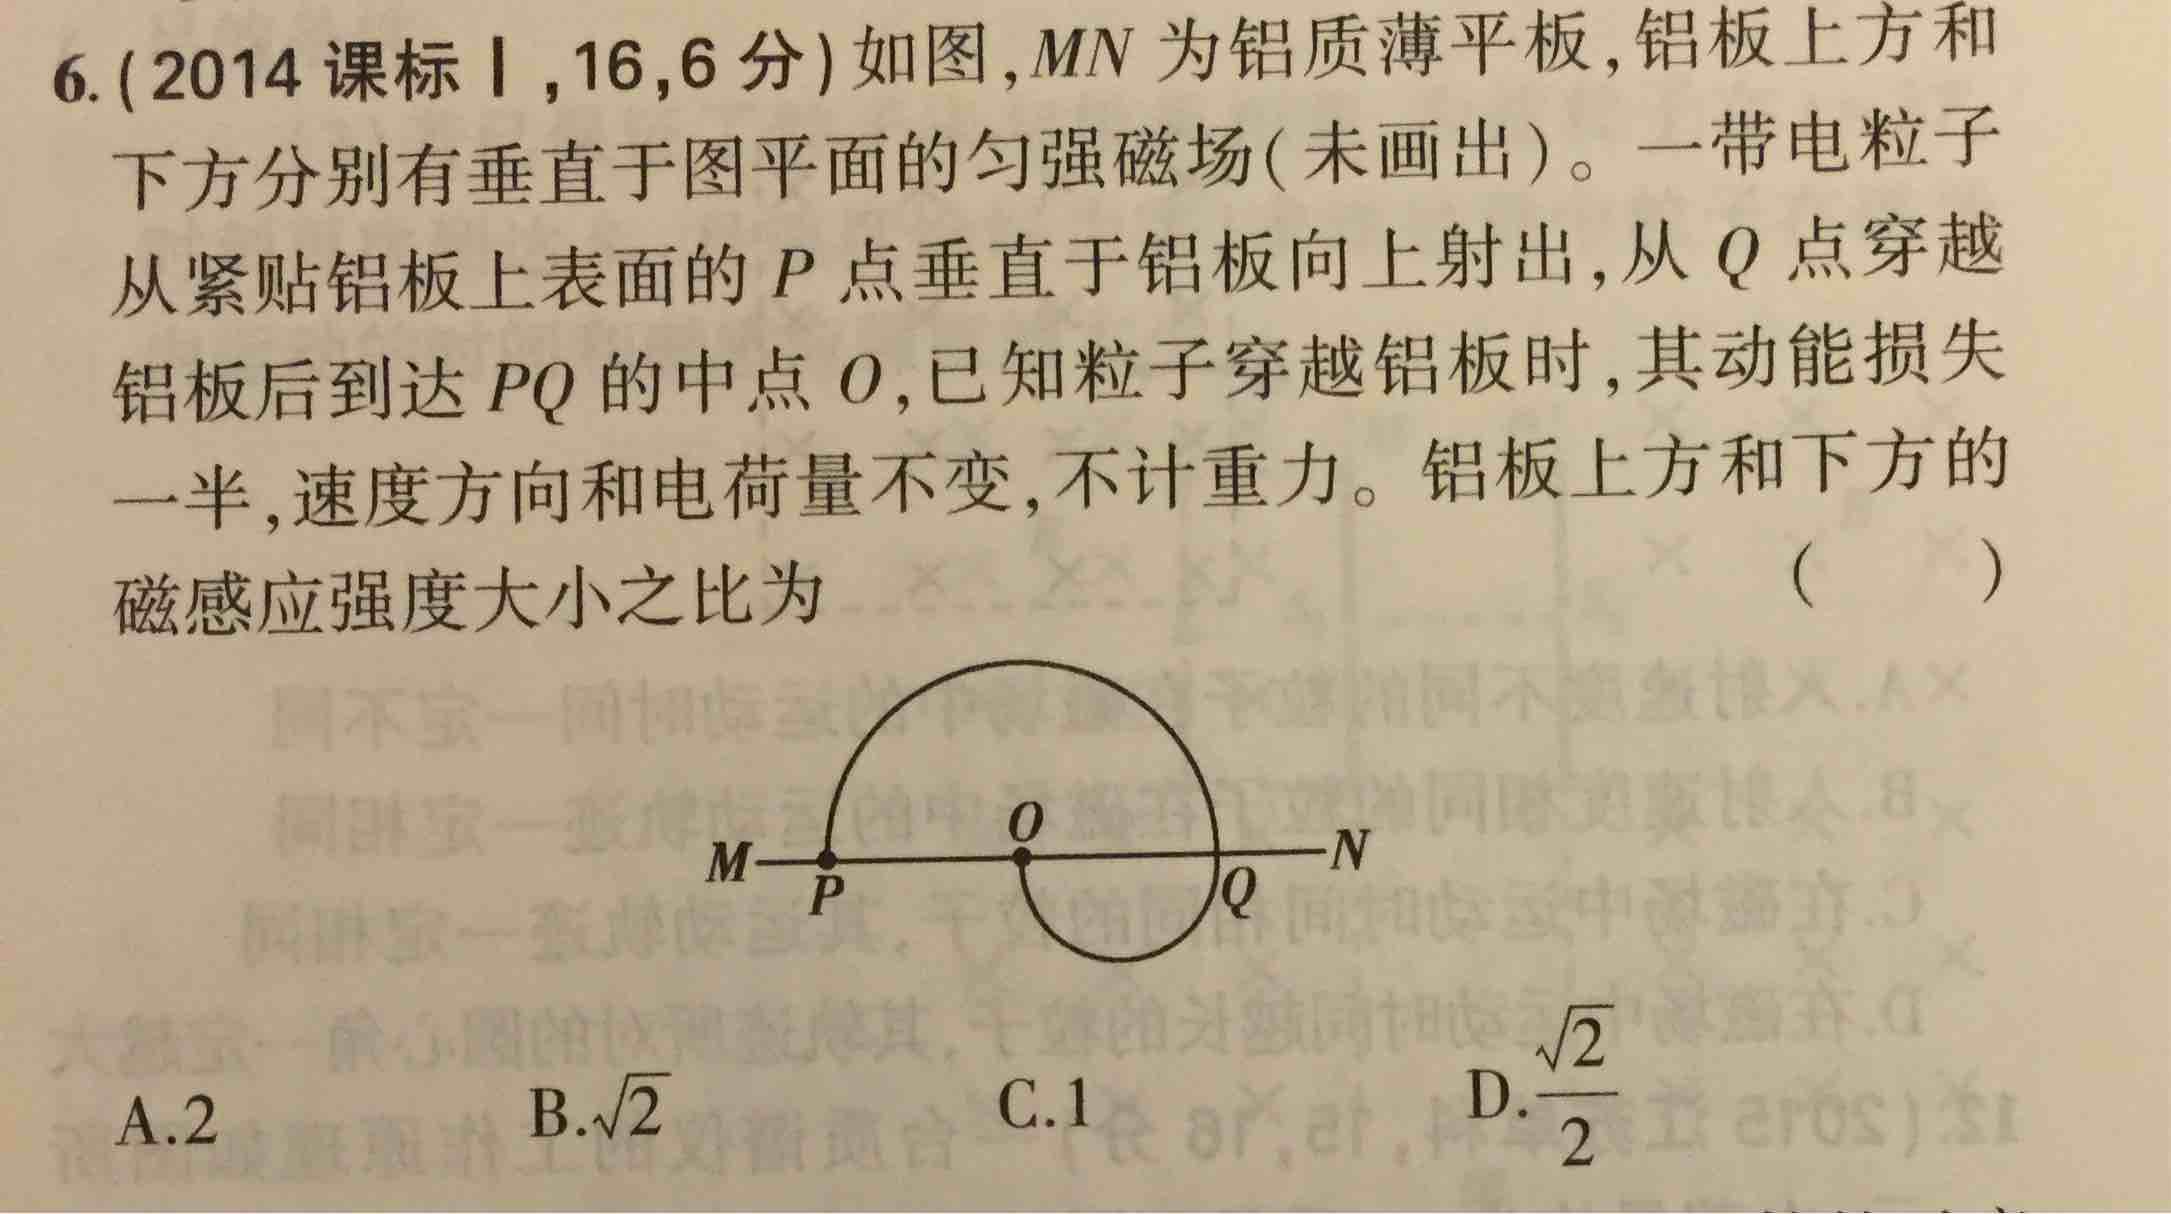 6.(2014 课标Ⅰ,16,6 分)如图,MN 为铝质薄平板,铝板上方和
下方分别有垂直于图平面的匀强磁场(未画出)。一带电粒子
从紧贴铝板上表面的 P 点垂直于铝板向上射出,从 Q 点穿越
铝板后到达 PQ 的中点 O,已知粒子穿越铝板时,其动能损失
一半,速度方向和电荷量不变,不计重力。铝板上方和下方的
磁感应强度大小之比为 ( )
O
M P Q N
A.2 B.√2 C.1 D.√2/2